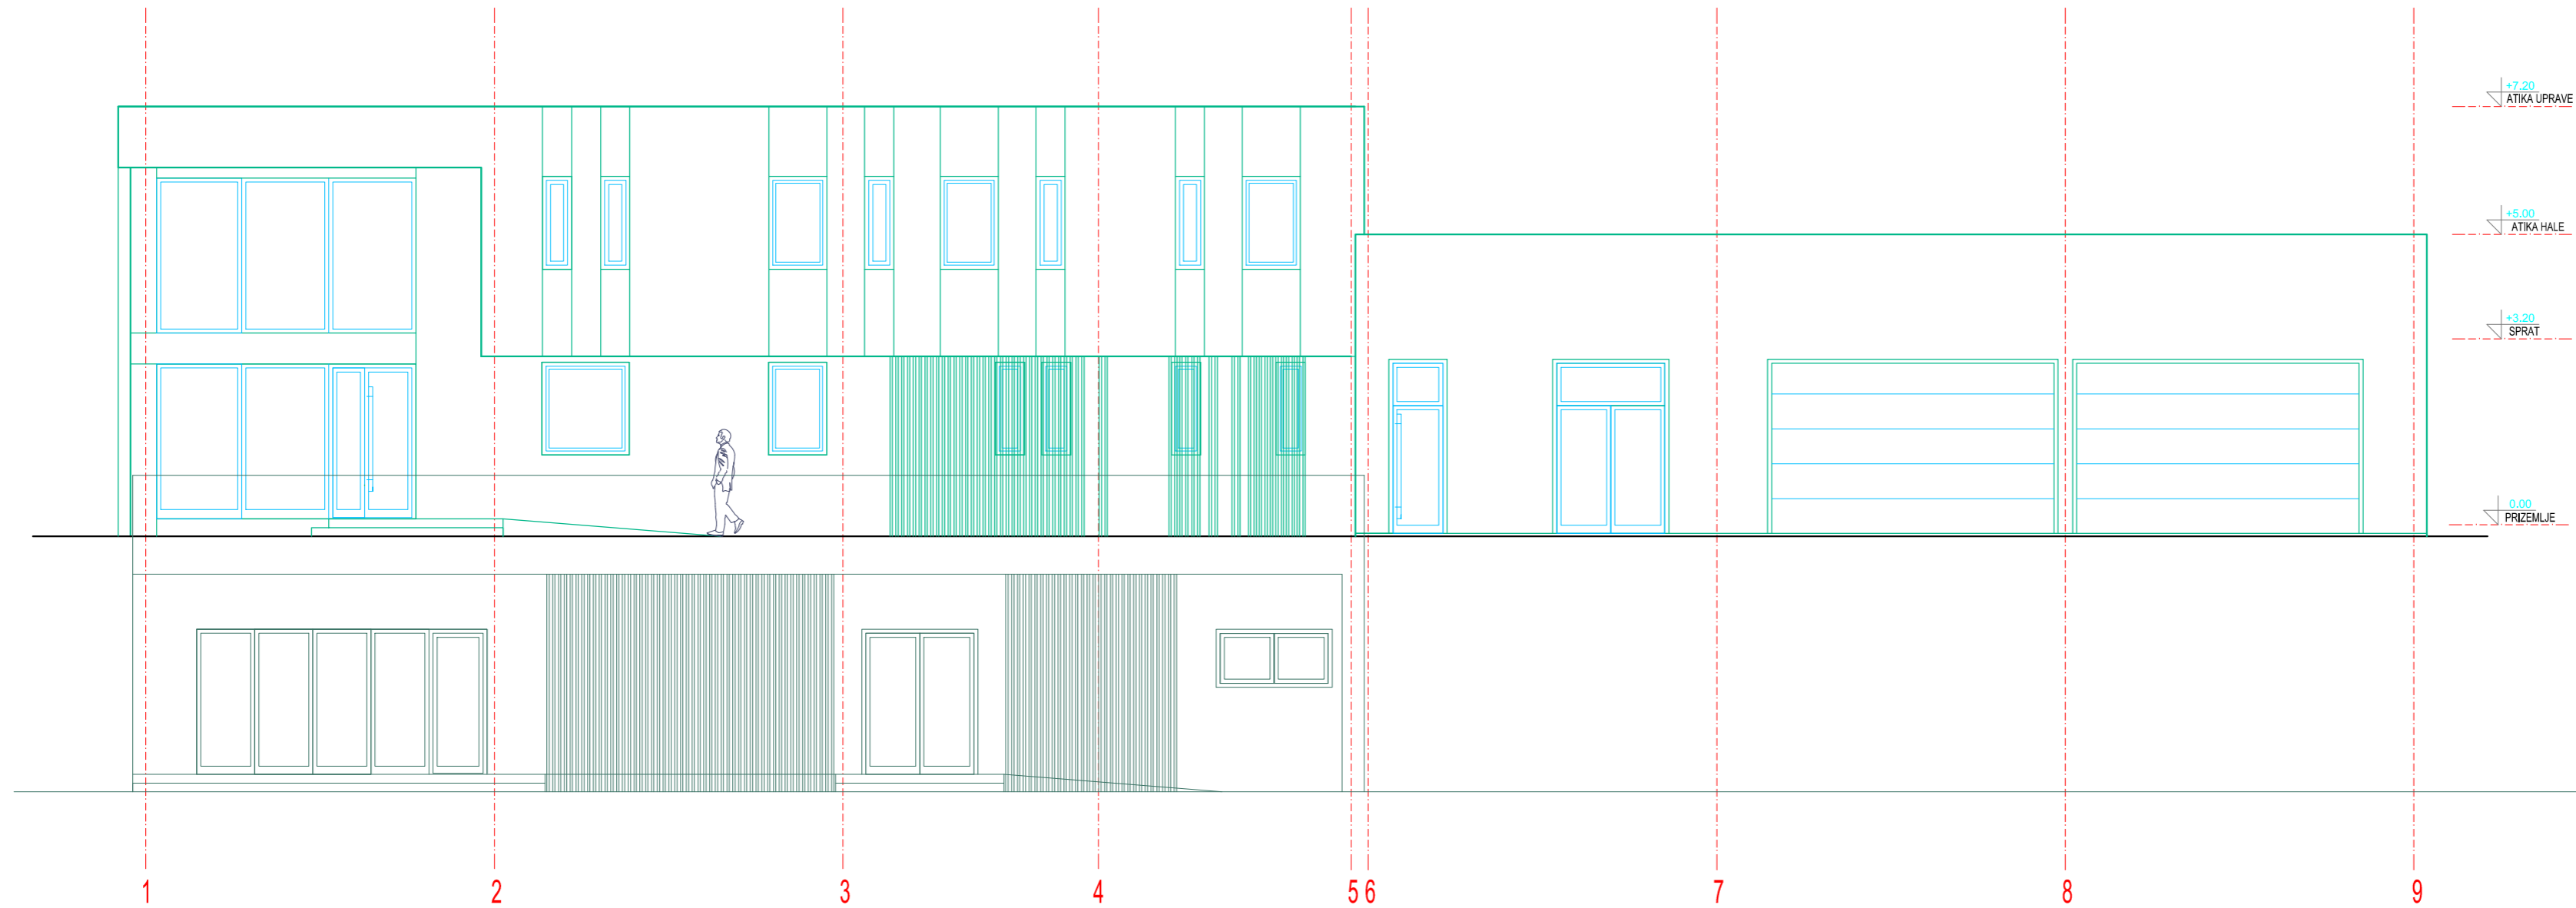 +7.20
ATIKA UPRAVE
+5.00
ATIKA HALE
+3.20
SPRAT
0.00
PRIZEMLJE
1 2 3 4 5 6 7 8 9